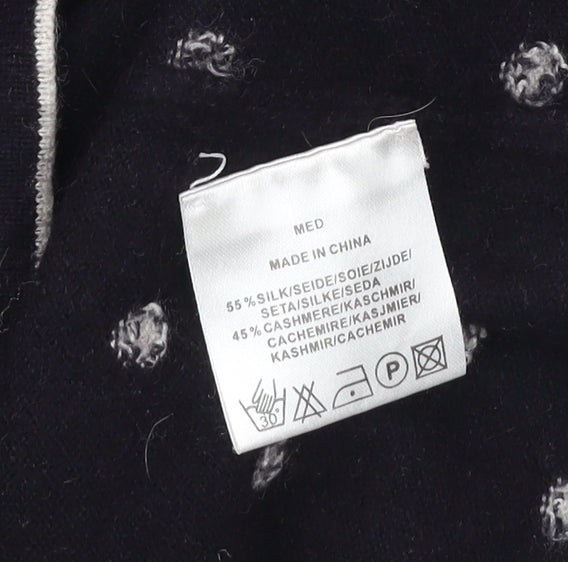 MED
MADE IN CHINA
55% SILK/SEIDE/SOIE/ZIJDE/
SETA/SILKE/SEDA
45% CASHMERE/KASCHMIR/
CACHEMIRE/KASJMIER/
KASHMIR/CACHEMIR
30° P